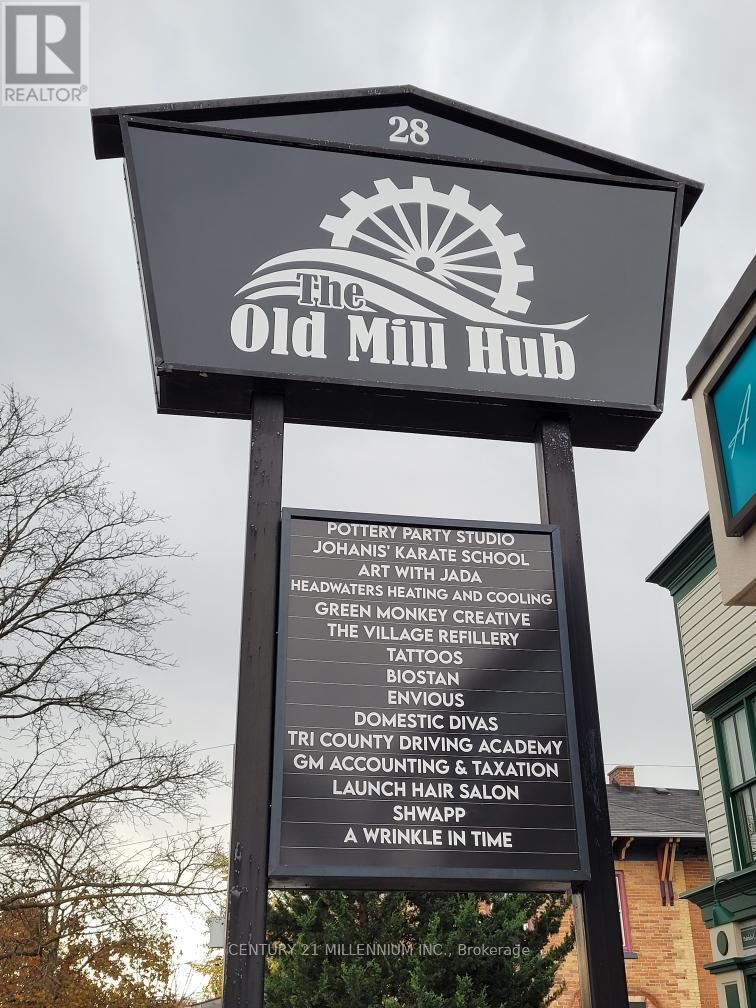 R
REALTOR®
28
The
Old Mill Hub
POTTERY PARTY STUDIO
JOHANIS' KARATE SCHOOL
ART WITH JADA
HEADWATERS HEATING AND COOLING
GREEN MONKEY CREATIVE
THE VILLAGE REFILLERY
TATTOOS
BIOSTAN
ENVIOUS
DOMESTIC DIVAS
TRI COUNTY DRIVING ACADEMY
GM ACCOUNTING & TAXATION
LAUNCH HAIR SALON
SHWAPP
A WRINKLE IN TIME
CENTURY 21 MILLENNIUM INC., Brokerage